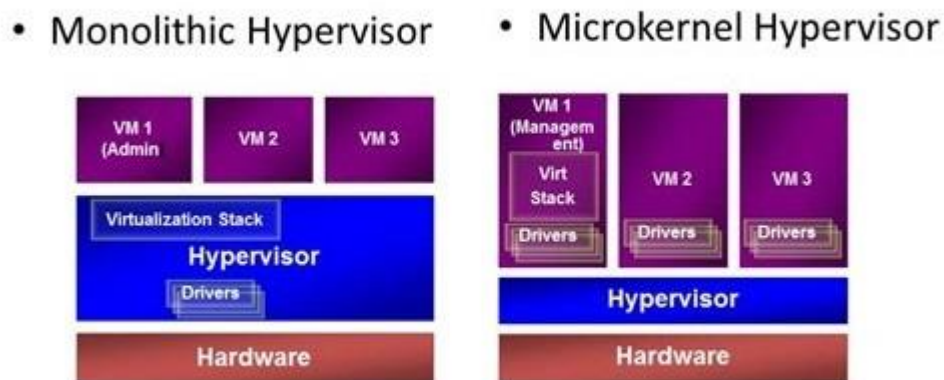 • Monolithic Hypervisor
VM 1
(Admin
VM 2
VM 3
Virtualization Stack
Hypervisor
Drivers
Hardware
• Microkernel Hypervisor
VM 1
(Managem
ent)
Virt
Stack
Drivers
VM 2
Drivers
VM 3
Drivers
Hypervisor
Hardware